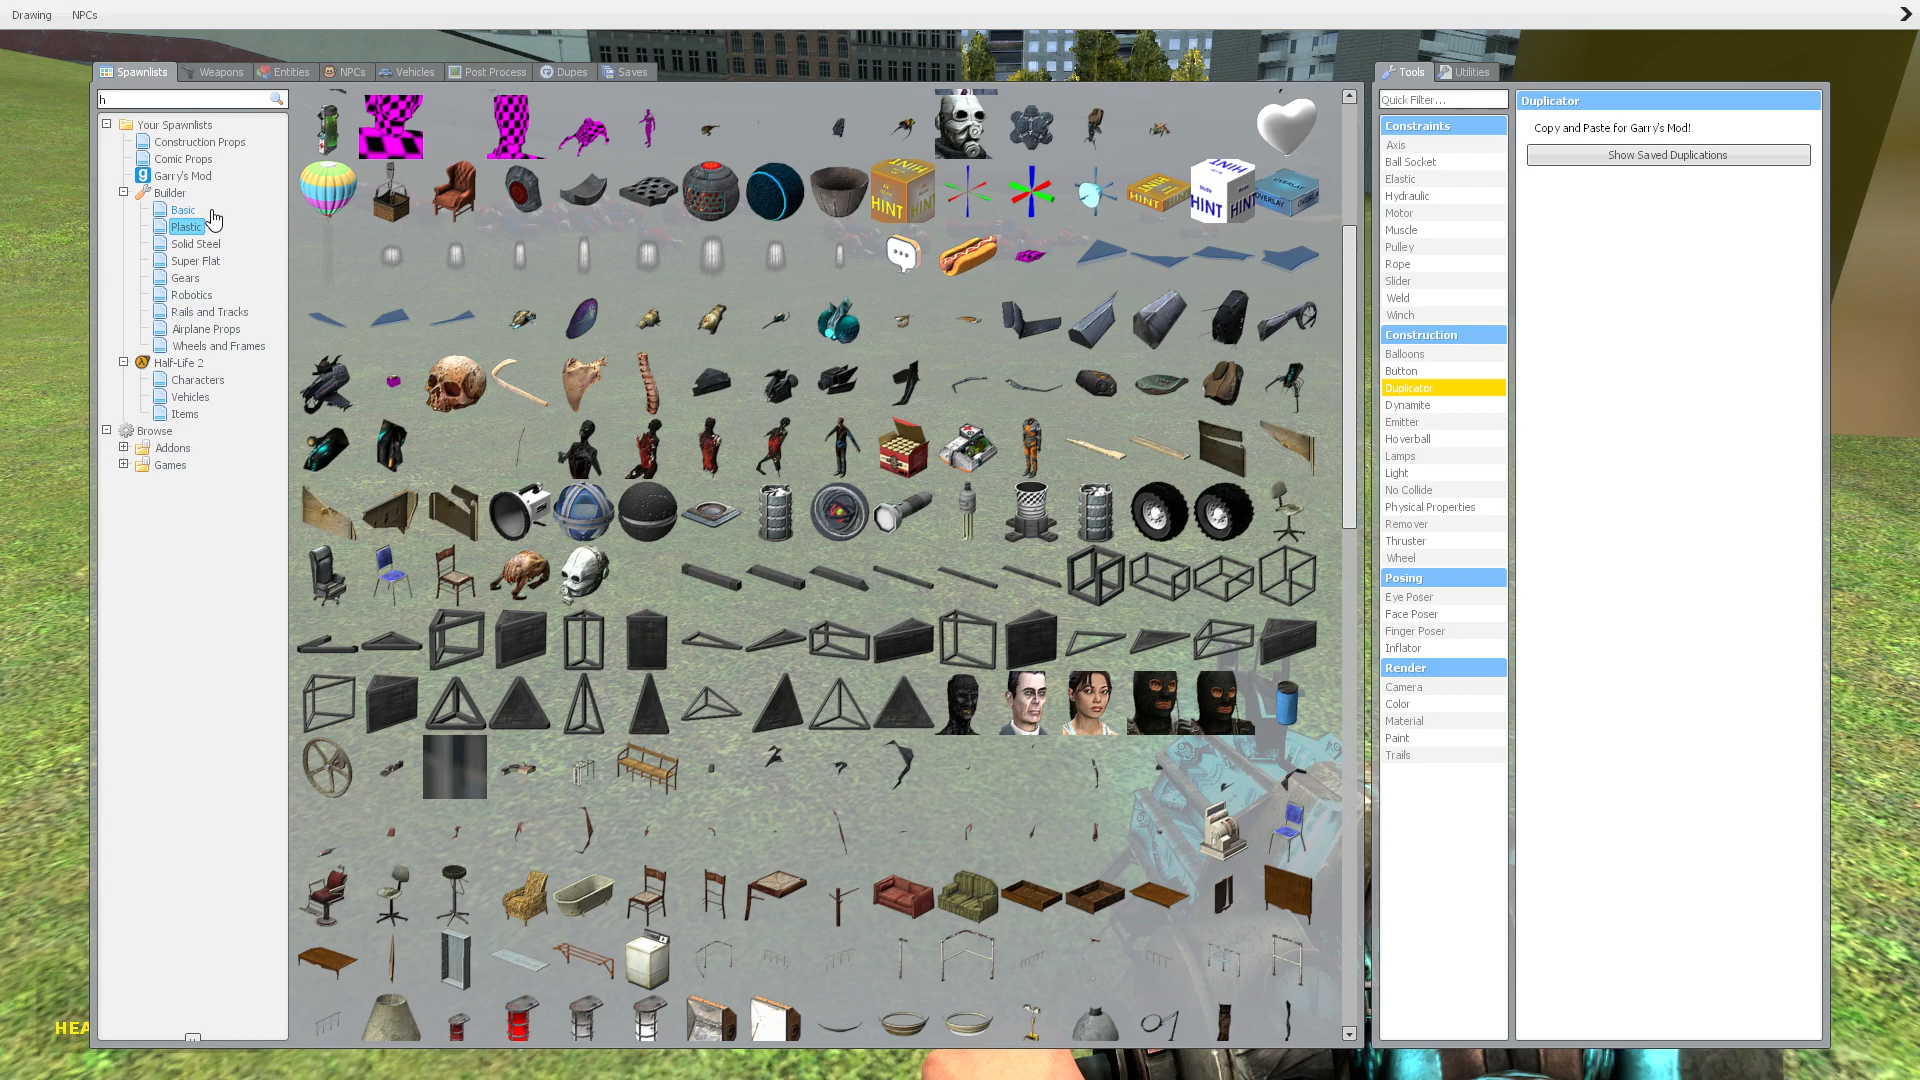 Drawing NPCs
Spawnlists Weapons Entities NPCs Vehicles Post Process Dupes Saves
h
Your Spawnlists
Construction Props
Comic Props
Garry's Mod
Builder
Basic
Plastic
Solid Steel
Super Flat
Gears
Robotics
Rails and Tracks
Airplane Props
Wheels and Frames
Half-Life 2
Characters
Vehicles
Items
Browse
Addons
Games
HINT
HINT
HINT
HINT
HINT
OVERLAY
HEA
Tools Utilities
Quick Filter...
Constraints
Axis
Ball Socket
Elastic
Hydraulic
Motor
Muscle
Pulley
Rope
Slider
Weld
Winch
Construction
Balloons
Button
Duplicator
Dynamite
Emitter
Hoverball
Lamps
Light
No Collide
Physical Properties
Remover
Thruster
Wheel
Posing
Eye Poser
Face Poser
Finger Poser
Inflator
Render
Camera
Color
Material
Paint
Trails
Duplicator
Copy and Paste for Garry's Mod!
Show Saved Duplications